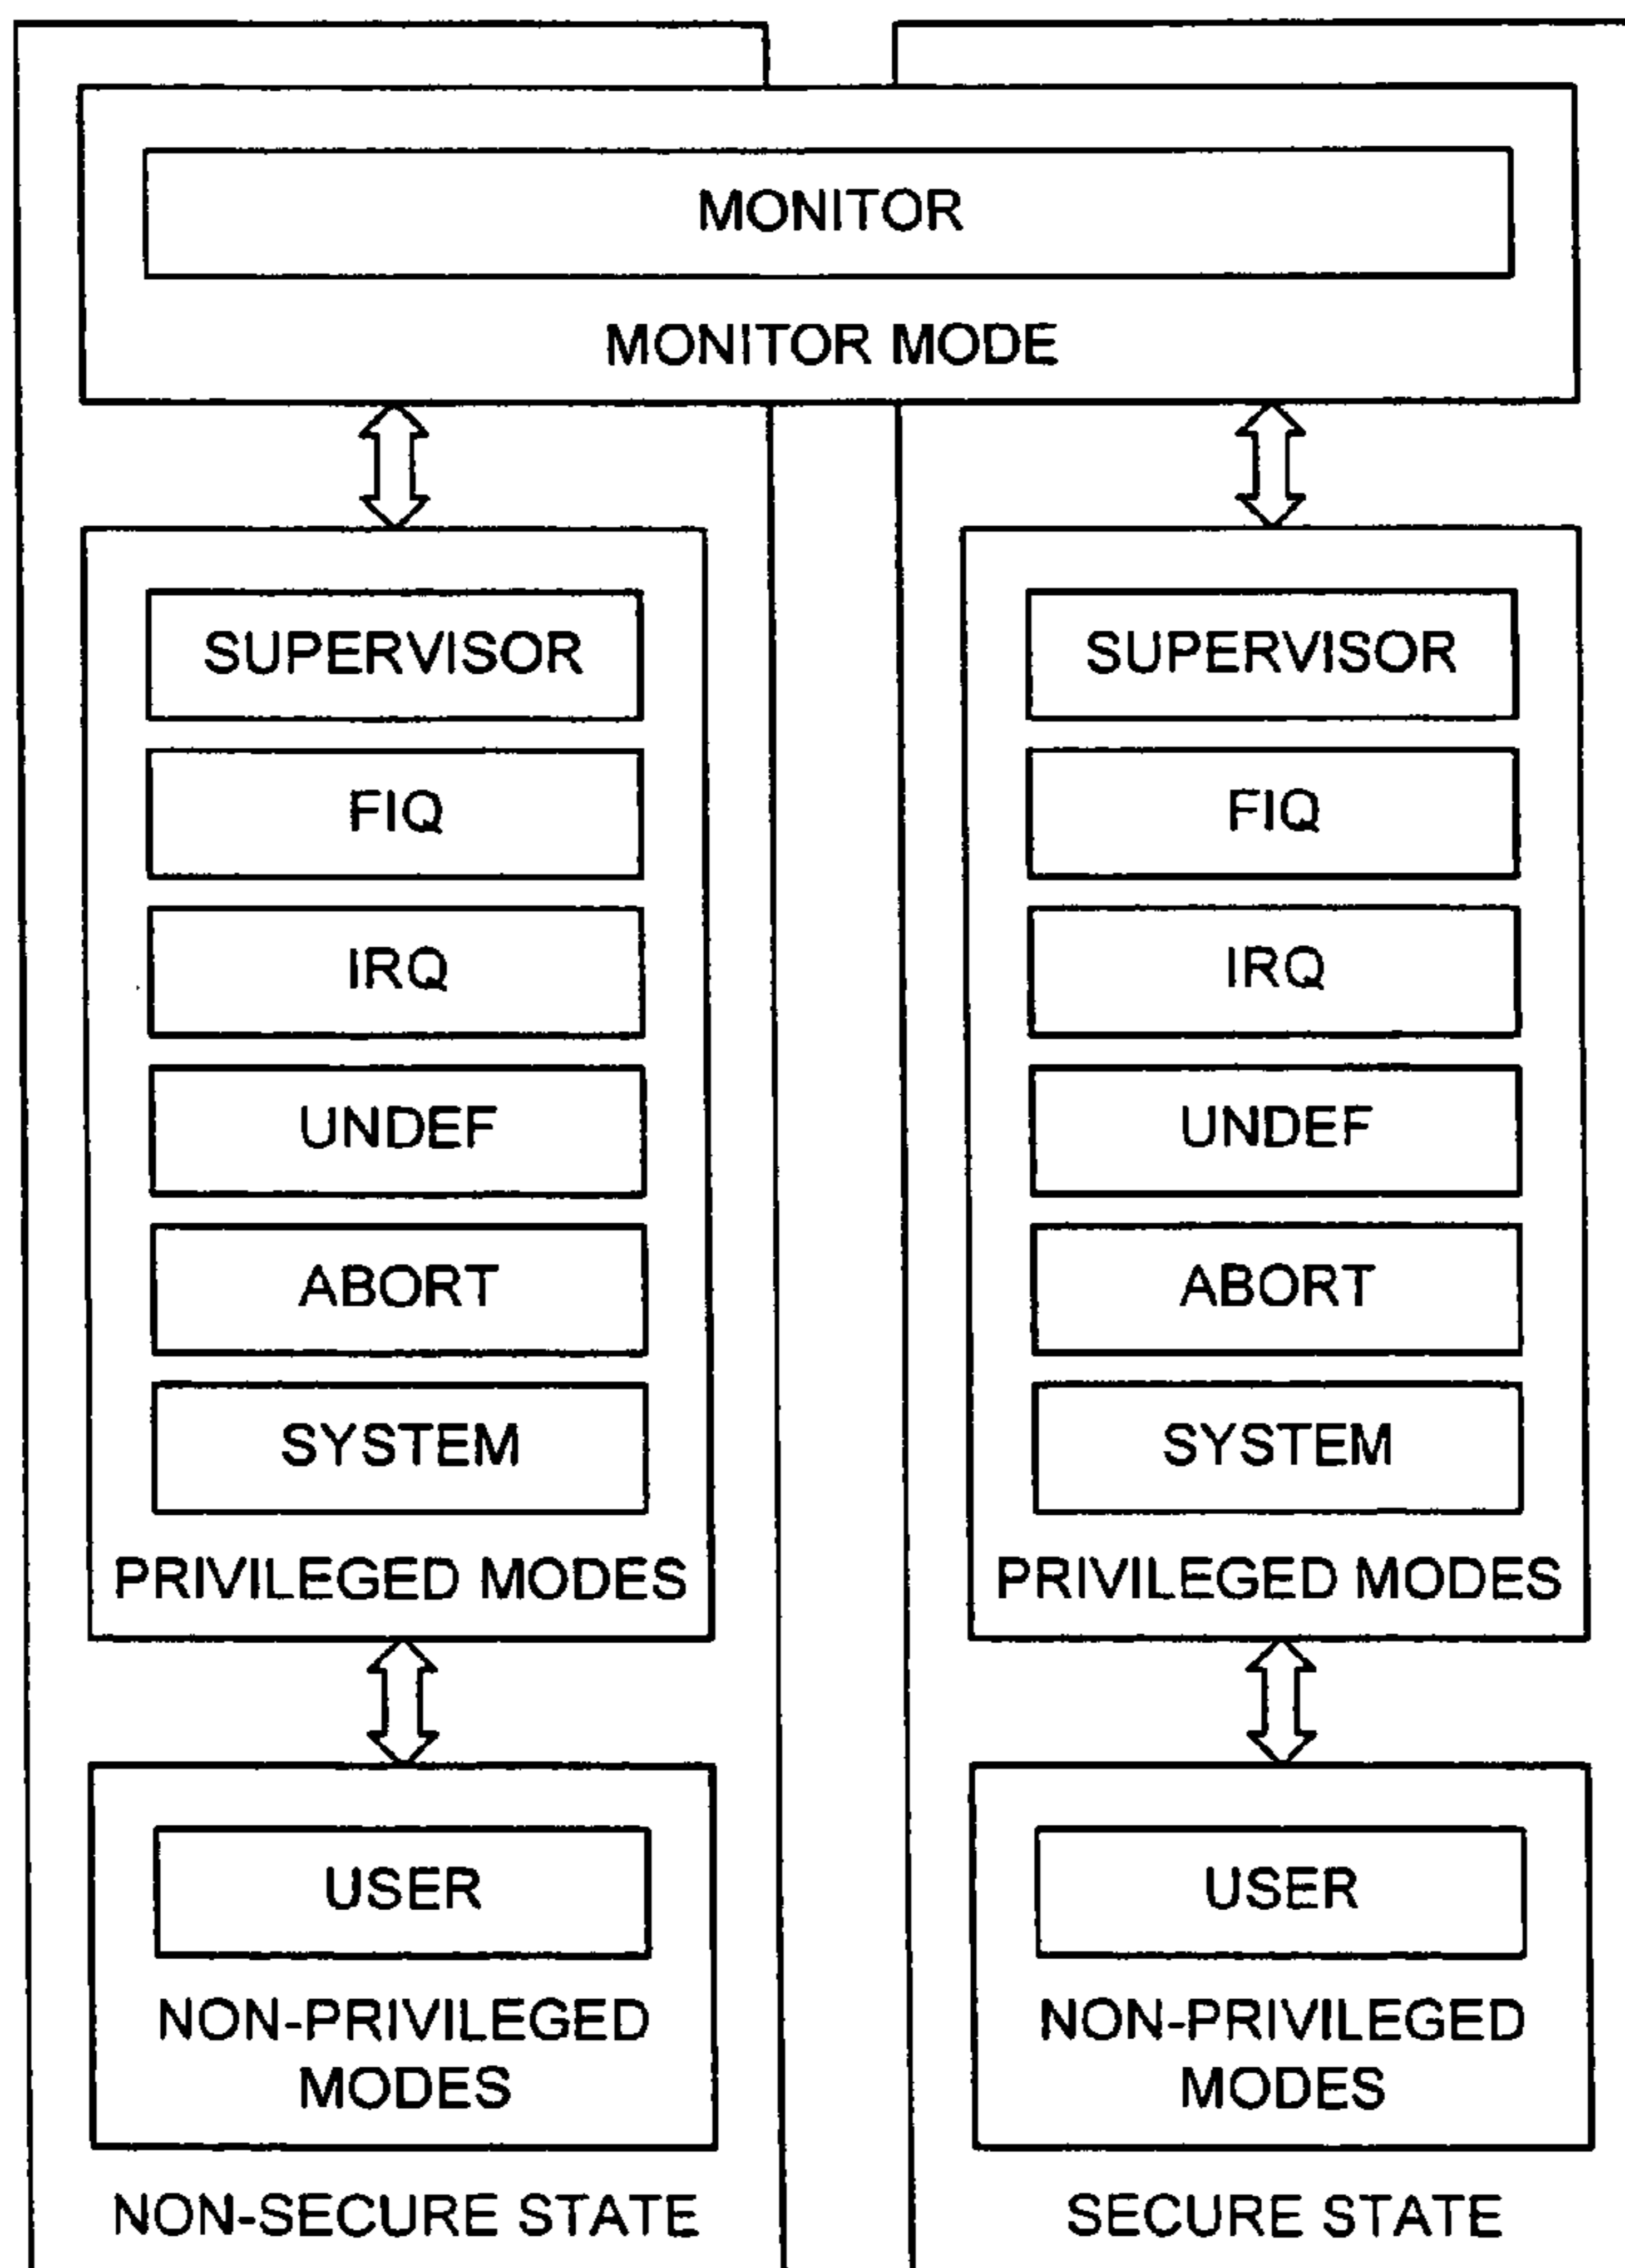 MONITOR
MONITOR MODE
SUPERVISOR
FIQ
IRQ
UNDEF
ABORT
SYSTEM
PRIVILEGED MODES
USER
NON-PRIVILEGED
MODES
NON-SECURE STATE
SUPERVISOR
FIQ
IRQ
UNDEF
ABORT
SYSTEM
PRIVILEGED MODES
USER
NON-PRIVILEGED
MODES
SECURE STATE